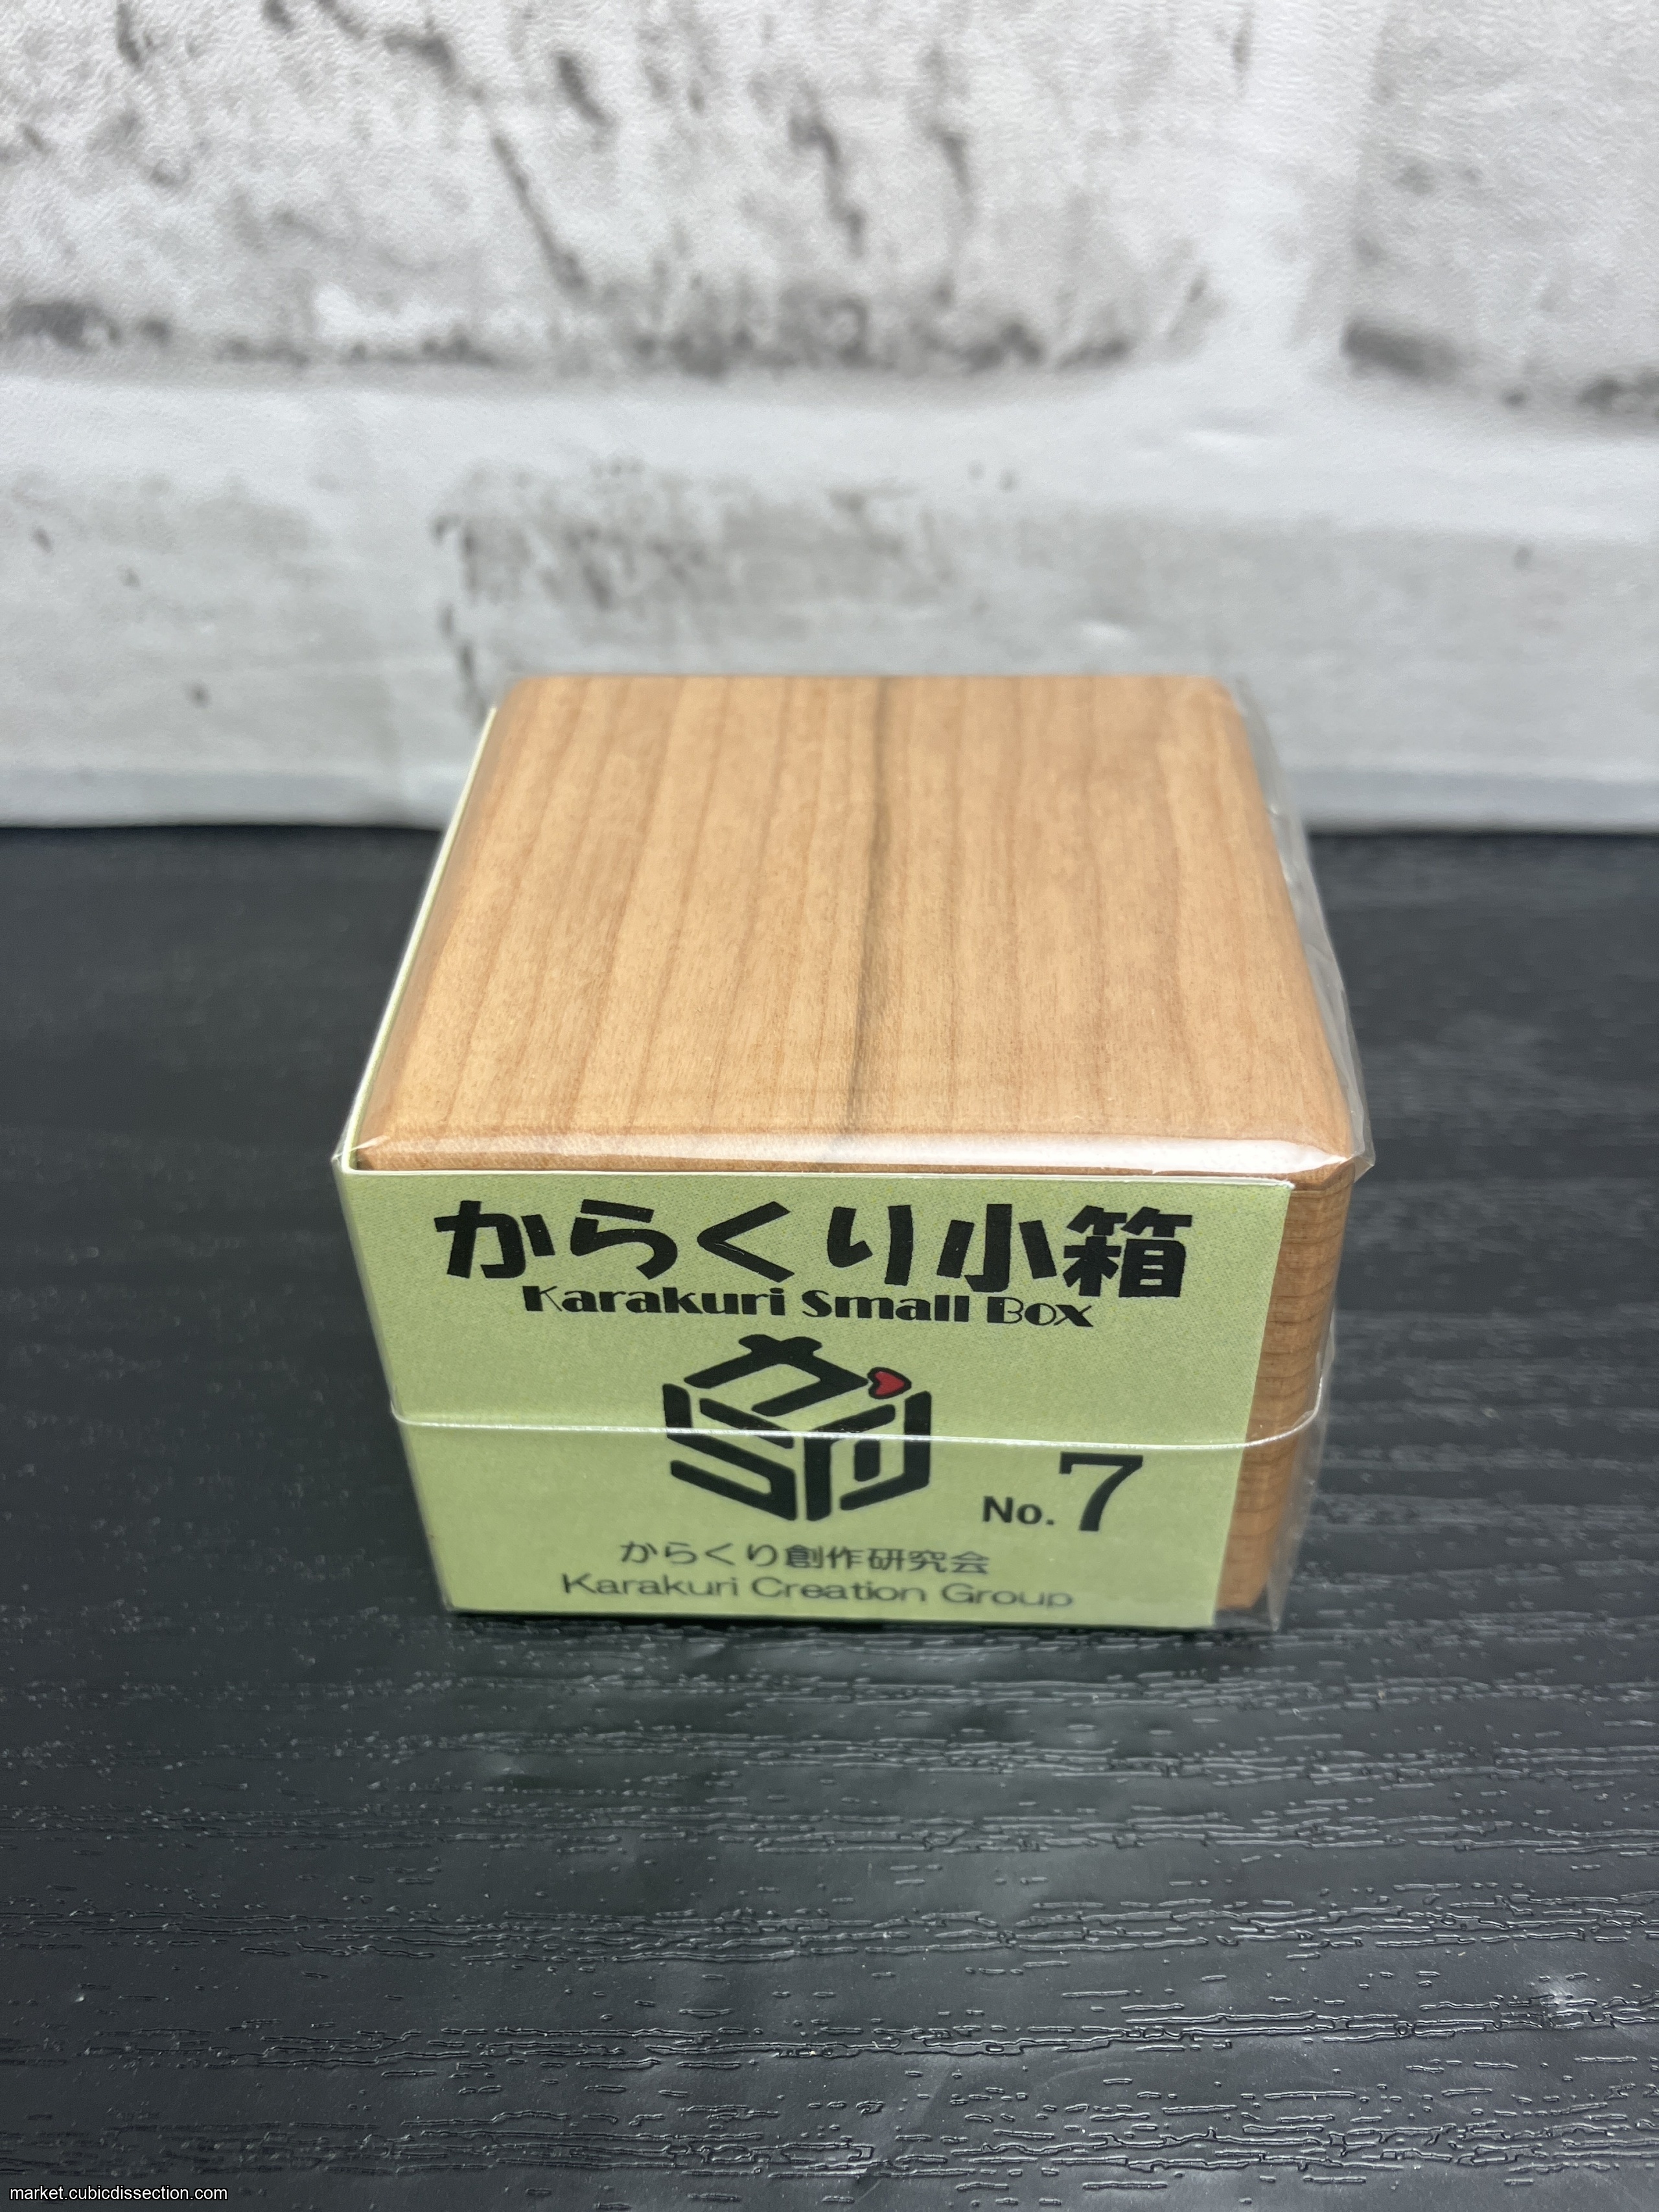 からくり小箱
Karakuri Small Box
No.7
からくり創作研究会
Karakuri Creation Group
market.cubicdissection.com